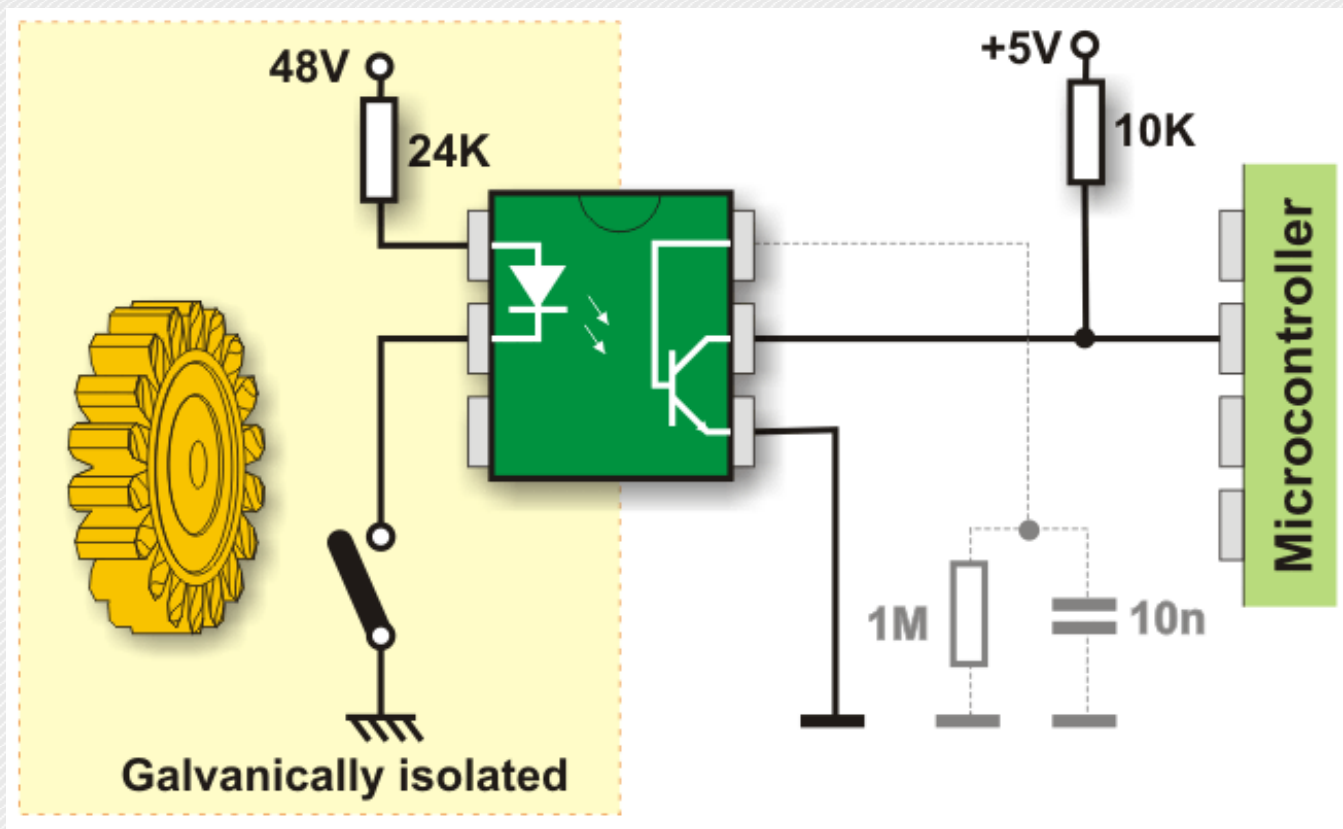 48V
24K
+5V
10K
Microcontroller
1M
10n
Galvanically isolated